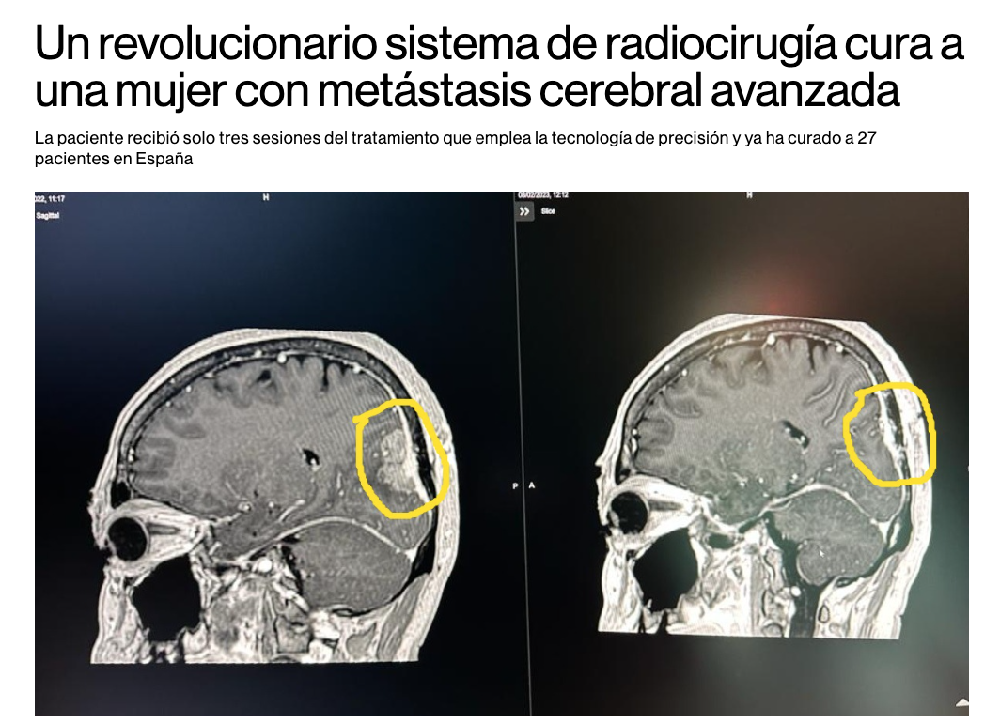 Un revolucionario sistema de radiocirugía cura a
una mujer con metástasis cerebral avanzada
La paciente recibió solo tres sesiones del tratamiento que emplea la tecnología de precisión y ya ha curado a 27
pacientes en España
022, 11:17
H
Sagittal
08/02/2023, 12:12
H
Slice
P
A